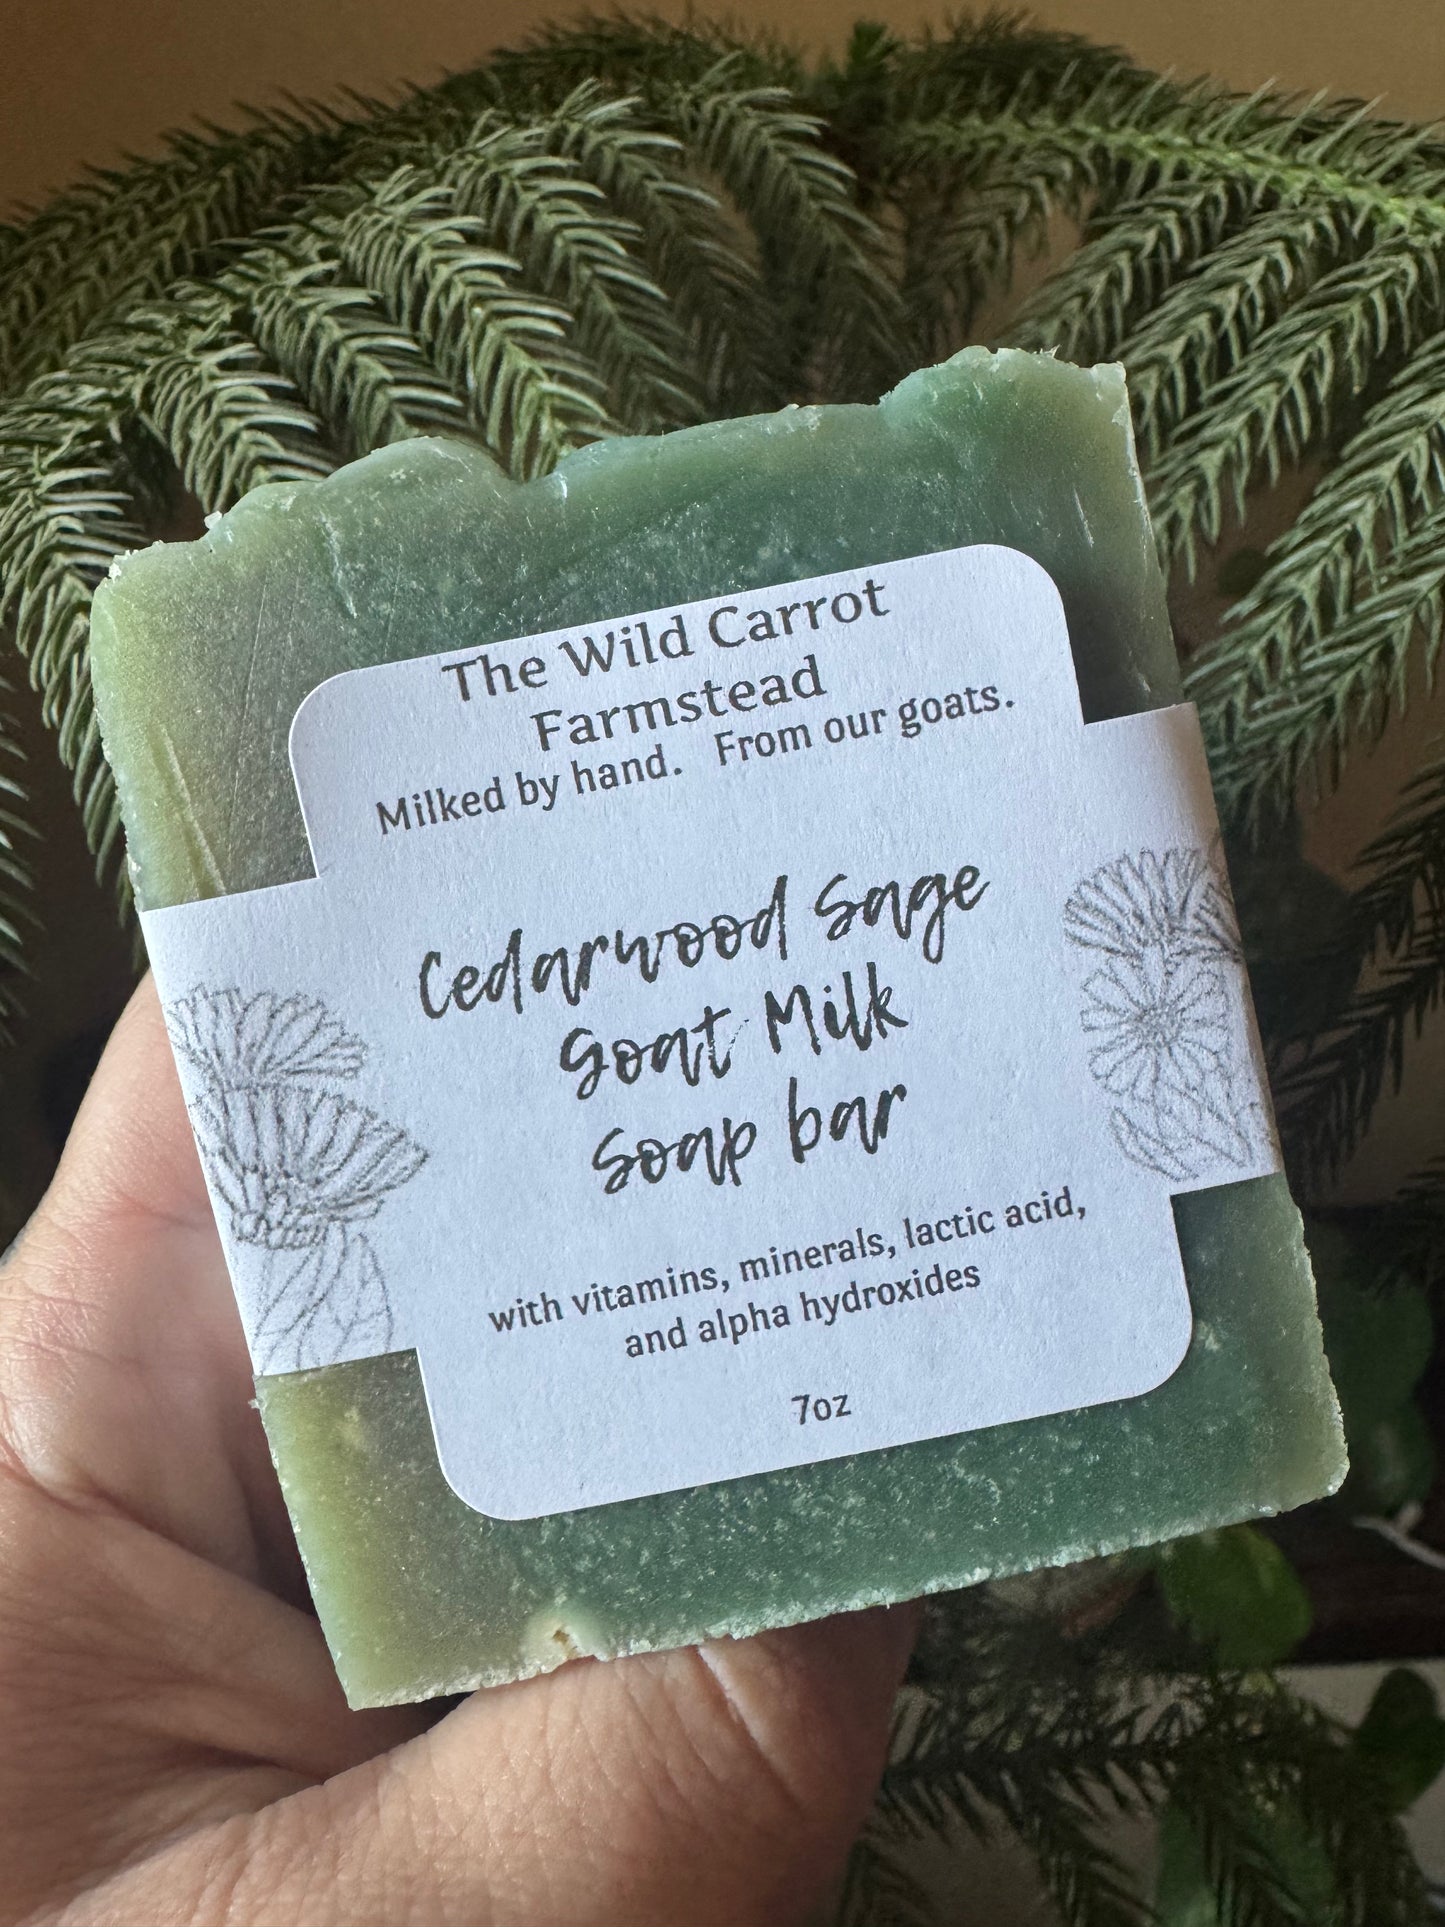 The Wild Carrot
Farmstead
Milked by hand. From our goats.
Cedarwood Sage
Goat Milk
Soap bar
with vitamins, minerals, lactic acid,
and alpha hydroxides
7oz